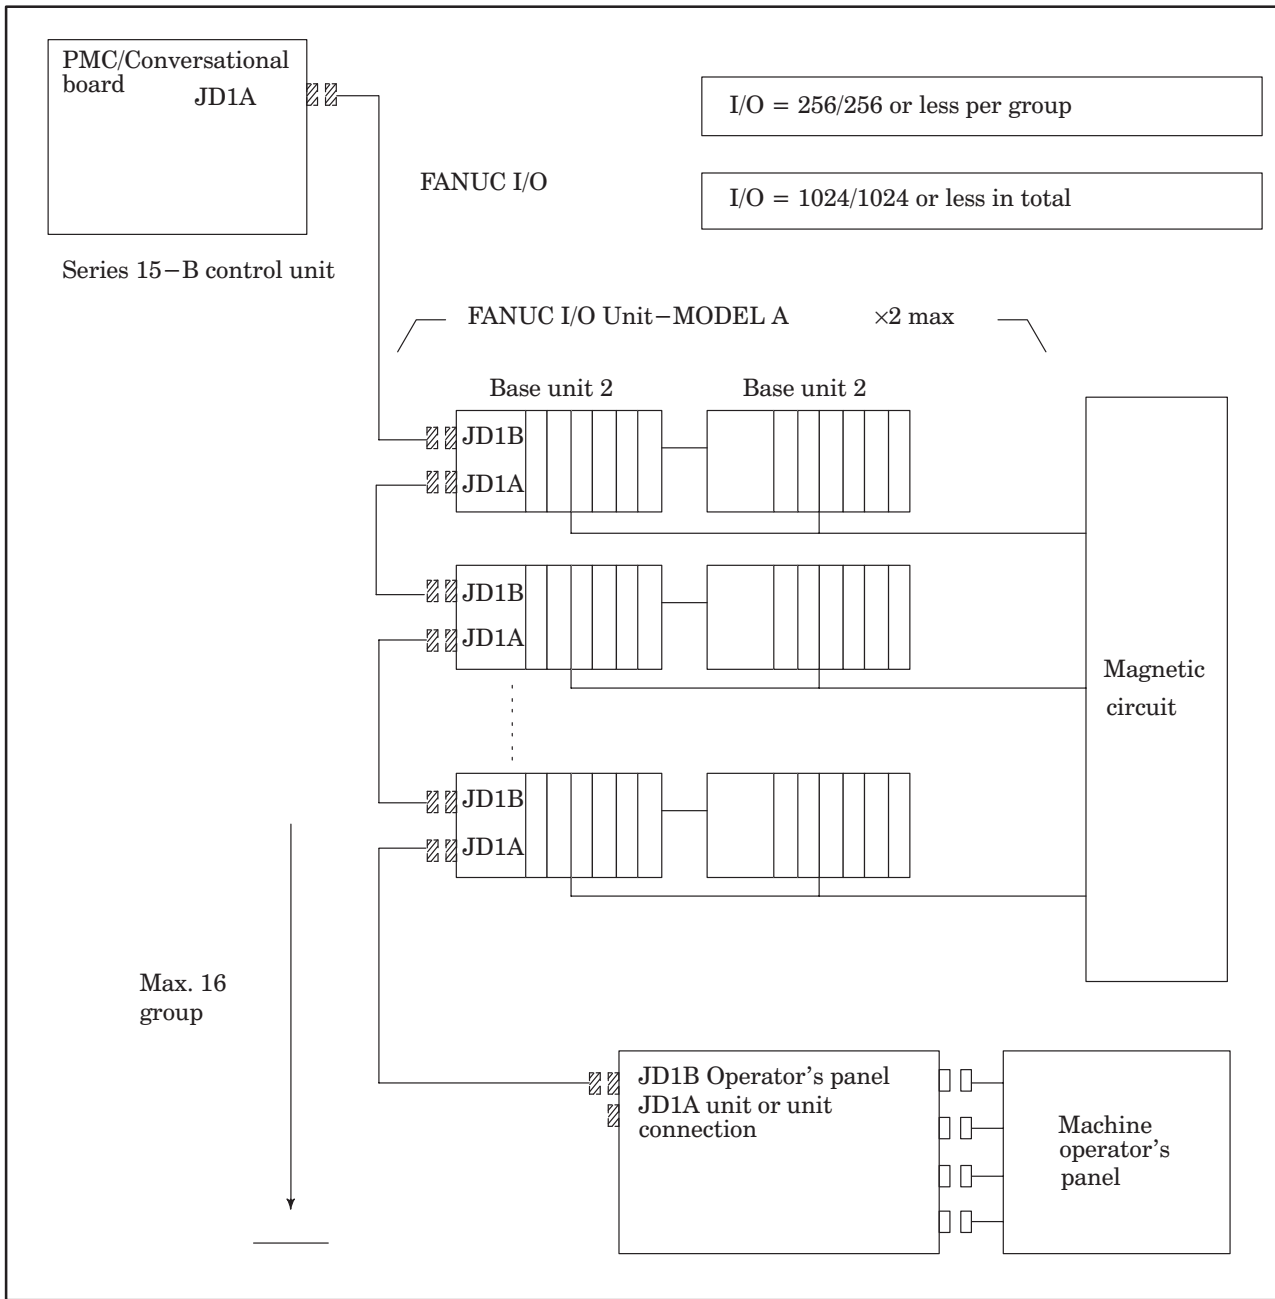 PMC/Conversational
board
JD1A
I/O = 256/256 or less per group
FANUC I/O
I/O = 1024/1024 or less in total
Series 15−B control unit
FANUC I/O Unit−MODEL A ×2 max
Base unit 2
Base unit 2
JD1B
JD1A
JD1B
JD1A
Magnetic
circuit
JD1B
JD1A
Max. 16
group
JD1B Operator’s panel
JD1A unit or unit
connection
Machine
operator’s
panel